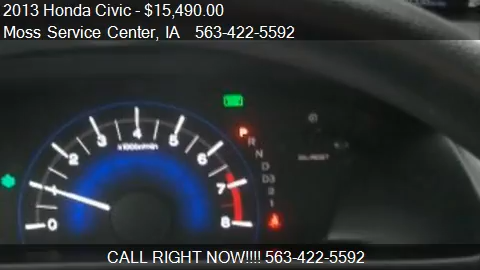 2013 Honda Civic - $15,490.00
Moss Service Center, IA 563-422-5592
0 1 2 3 4 5 6 7 8
x1000r/min
P
R
N
D
D3
2
1
CALL RIGHT NOW!!!! 563-422-5592